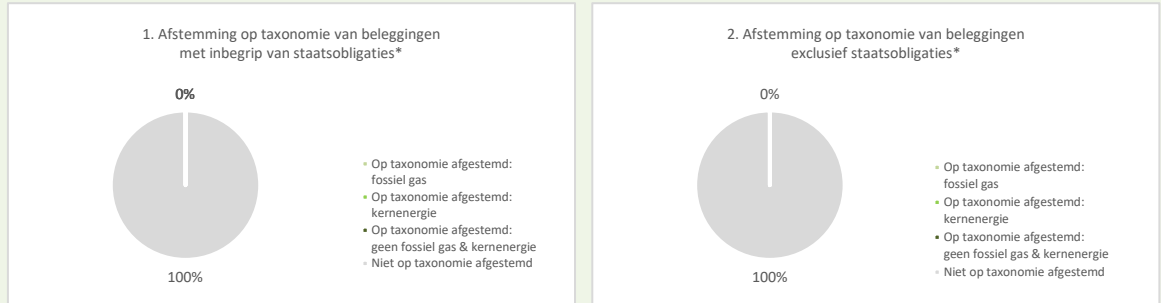 1. Afstemming op taxonomie van beleggingen
met inbegrip van staatsobligaties*
0%
Op taxonomie afgestemd:
fossiel gas
Op taxonomie afgestemd:
kernenergie
Op taxonomie afgestemd:
geen fossiel gas & kernenergie
Niet op taxonomie afgestemd
100%
2. Afstemming op taxonomie van beleggingen
exclusief staatsobligaties*
0%
Op taxonomie afgestemd:
fossiel gas
Op taxonomie afgestemd:
kernenergie
Op taxonomie afgestemd:
geen fossiel gas & kernenergie
Niet op taxonomie afgestemd
100%